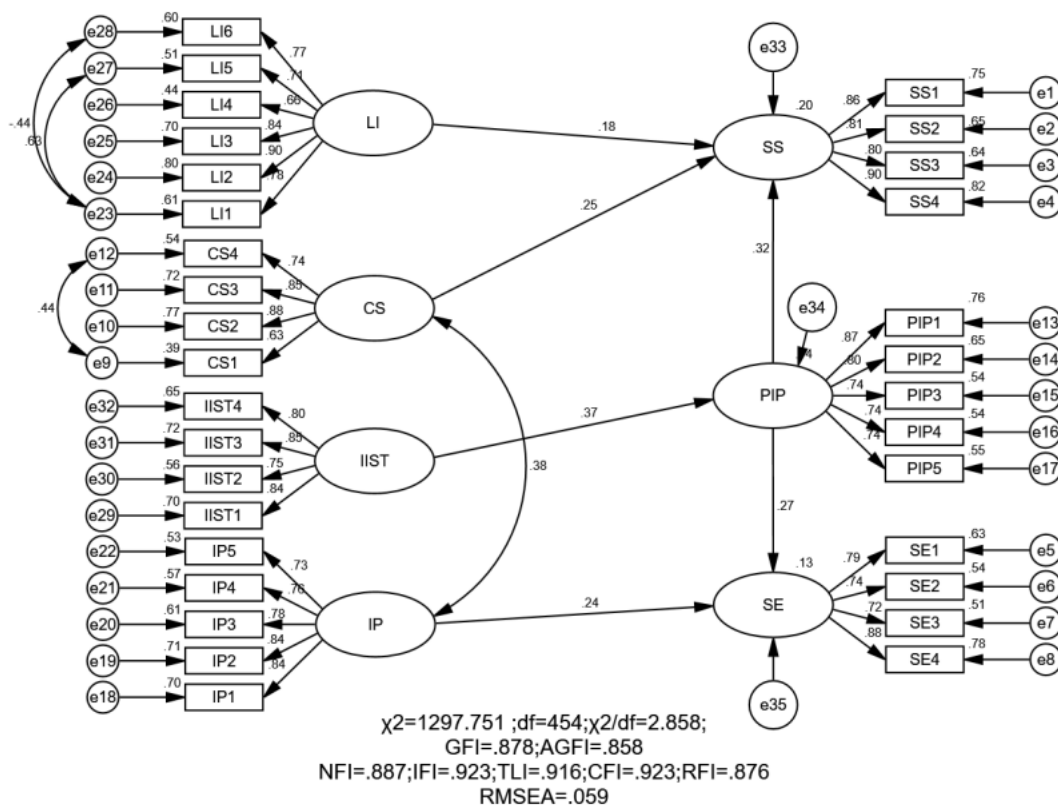 e28 .60 LI6 .77
e27 .51 LI5 .71
e26 .44 LI4 .66
e25 .70 LI3 .84
e24 .80 LI2 .90
e23 .61 LI1 .78
-.44
.63
LI
.18
e33
.20
SS
.86 SS1 .75 e1
.81 SS2 .65 e2
.80 SS3 .64 e3
.90 SS4 .82 e4
e12 .54 CS4 .74
e11 .72 CS3 .85
e10 .77 CS2 .88
e9 .39 CS1 .63
.44
CS
.25
.32
e34
PIP
.87 PIP1 .76 e13
.80 PIP2 .65 e14
.74 PIP3 .54 e15
.74 PIP4 .54 e16
.74 PIP5 .55 e17
e32 .65 IIST4 .80
e31 .72 IIST3 .85
e30 .56 IIST2 .75
e29 .70 IIST1 .84
IIST
.37
.38
.27
e22 .53 IP5 .73
e21 .57 IP4 .76
e20 .61 IP3 .78
e19 .71 IP2 .84
e18 .70 IP1 .84
IP
.24
.13
SE
.79 SE1 .63 e5
.74 SE2 .54 e6
.72 SE3 .51 e7
.88 SE4 .78 e8
e35
χ2=1297.751 ;df=454;χ2/df=2.858;
GFI=.878;AGFI=.858
NFI=.887;IFI=.923;TLI=.916;CFI=.923;RFI=.876
RMSEA=.059